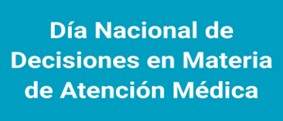 Día Nacional de
Decisiones en Materia
de Atención Médica